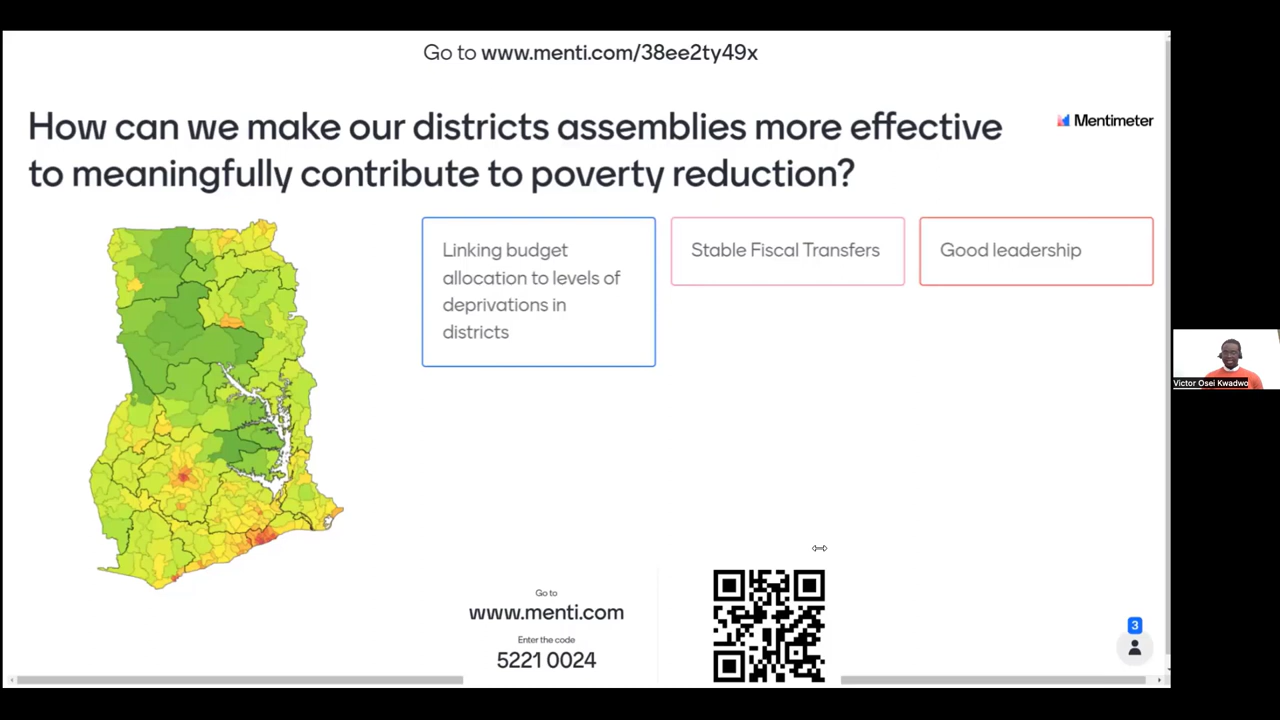 Go to www.menti.com/38ee2ty49x
How can we make our districts assemblies more effective
to meaningfully contribute to poverty reduction?
Mentimeter
Linking budget
allocation to levels of
deprivations in
districts
Stable Fiscal Transfers
Good leadership
Victor Osei Kwadwo
Go to
www.menti.com
Enter the code
5221 0024
3